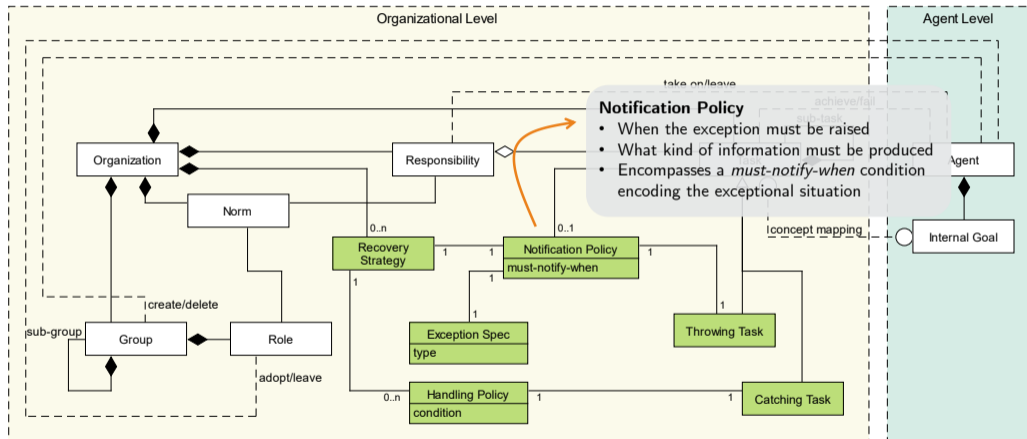 Organizational Level
Agent Level
take on/leave
Notification Policy
achieve/fail
• When the exception must be raised
sub-task
• What kind of information must be produced
Task
• Encompasses a must-notify-when condition
encoding the exceptional situation
Organization
Responsibility
Agent
Norm
0..n
0..1
concept mapping
Internal Goal
Recovery
Strategy
1
1
Notification Policy
1
must-notify-when
1
1
create/delete
1
1
sub-group
Group
Role
Exception Spec
type
Throwing Task
adopt/leave
0..n
Handling Policy
condition
1
1
Catching Task